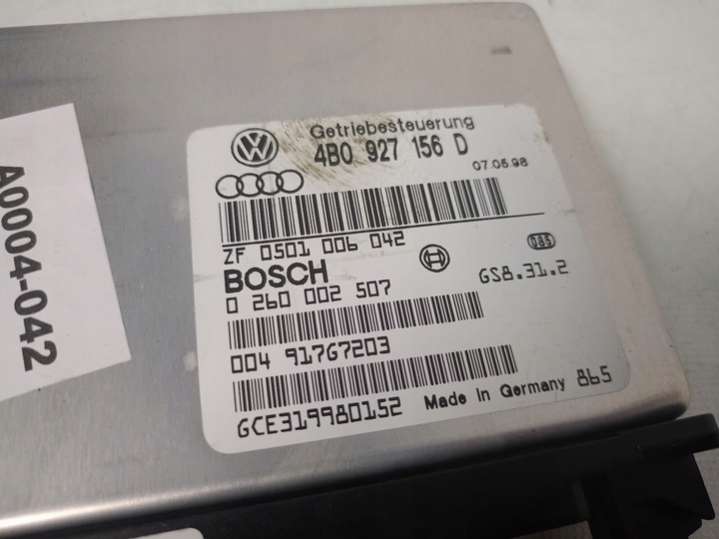 Getriebesteuerung
4B0 927 156 D
07.05.98
ZF 0501 006 042
BOSCH
GS8.31.2
0 260 002 507
004 91767203
Made in Germany 865
GCE319980152
A0004-042